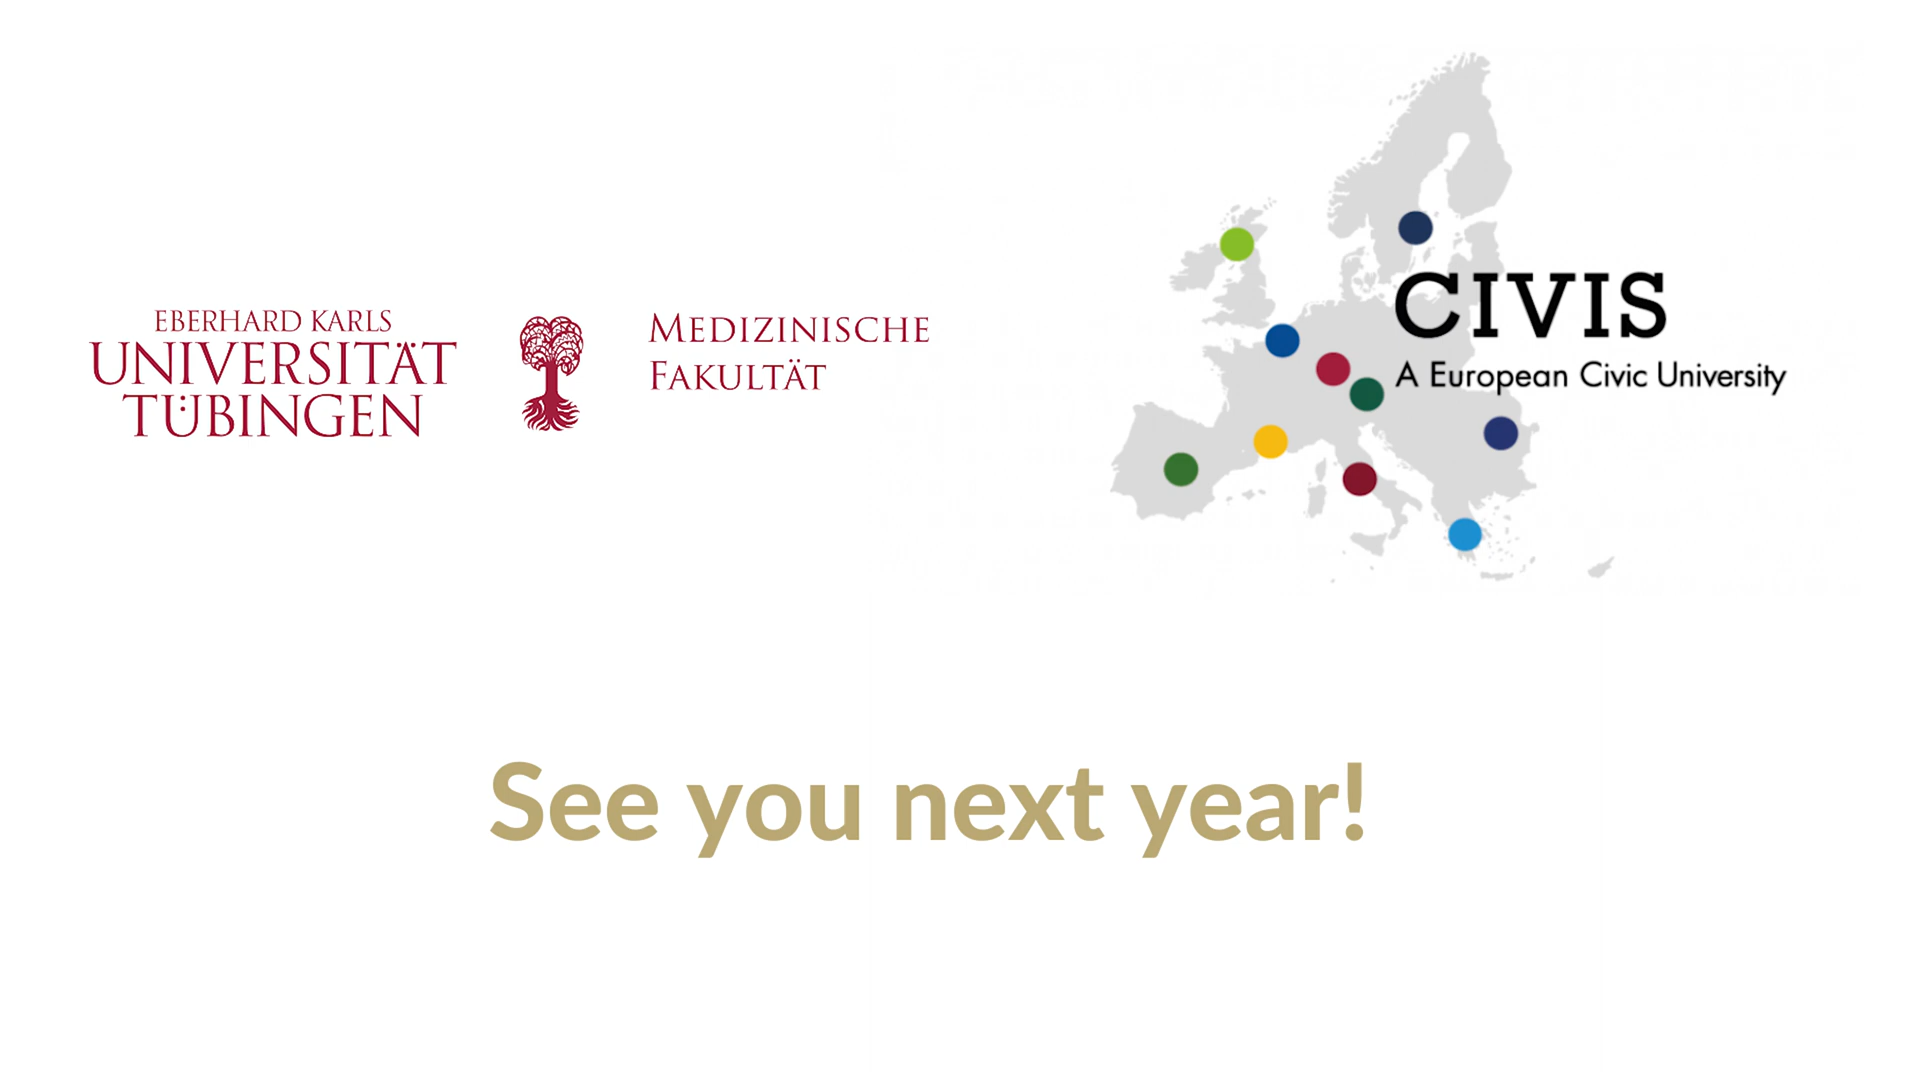 EBERHARD KARLS
UNIVERSITÄT
TÜBINGEN
MEDIZINISCHE
FAKULTÄT
CIVIS
A European Civic University
See you next year!